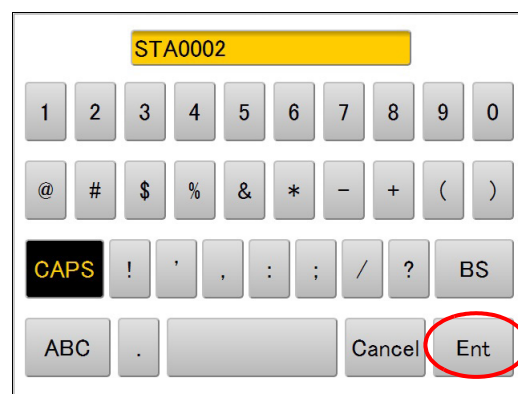 STA0002
1 2 3 4 5 6 7 8 9 0
@ # $ % & * - + ( )
CAPS ! ' , : ; / ? BS
ABC . Cancel Ent